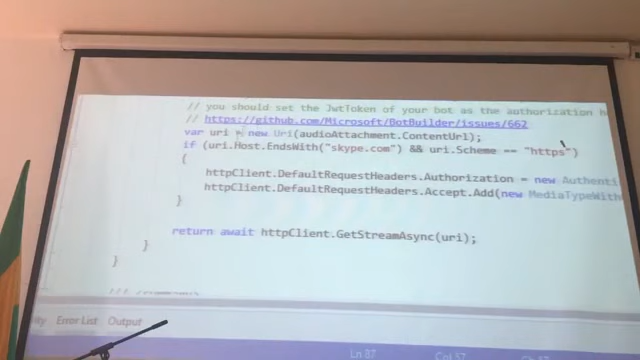 // you should set the JwtToken of your bot as the authorization
// https://github.com/Microsoft/BotBuilder/issues/662
var uri = new Uri(audioAttachment.ContentUrl);
if (uri.Host.EndsWith("skype.com") && uri.Scheme == "https")
{
httpClient.DefaultRequestHeaders.Authorization = new Authenti
httpClient.DefaultRequestHeaders.Accept.Add(new MediaTypeWith
}
return await httpClient.GetStreamAsync(uri);
}
}
Error List Output
Ln 87